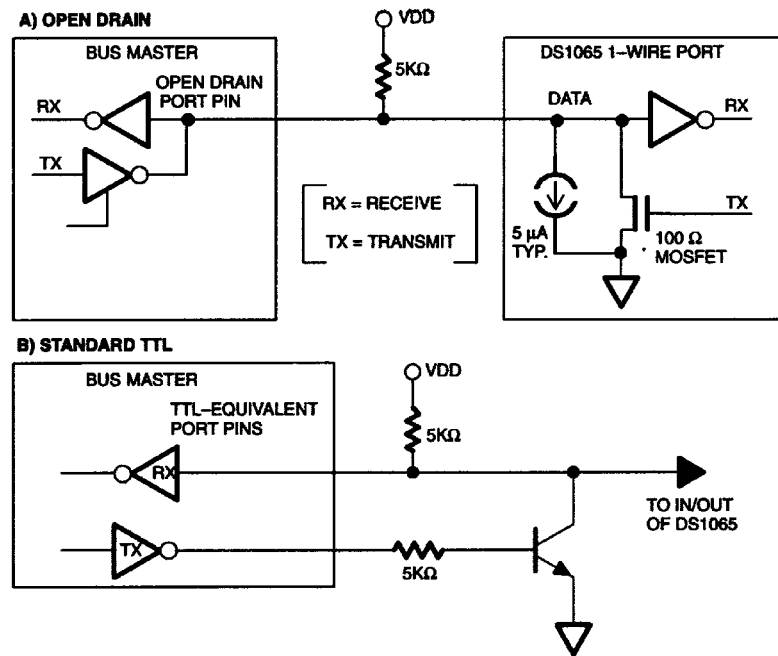 A) OPEN DRAIN
BUS MASTER
RX
OPEN DRAIN
PORT PIN
TX
VDD
5KΩ
RX = RECEIVE
TX = TRANSMIT
DS1065 1–WIRE PORT
DATA
RX
TX
5 µA
TYP.
100 Ω
MOSFET
B) STANDARD TTL
BUS MASTER
TTL–EQUIVALENT
PORT PINS
RX
TX
VDD
5KΩ
5KΩ
TO IN/OUT
OF DS1065